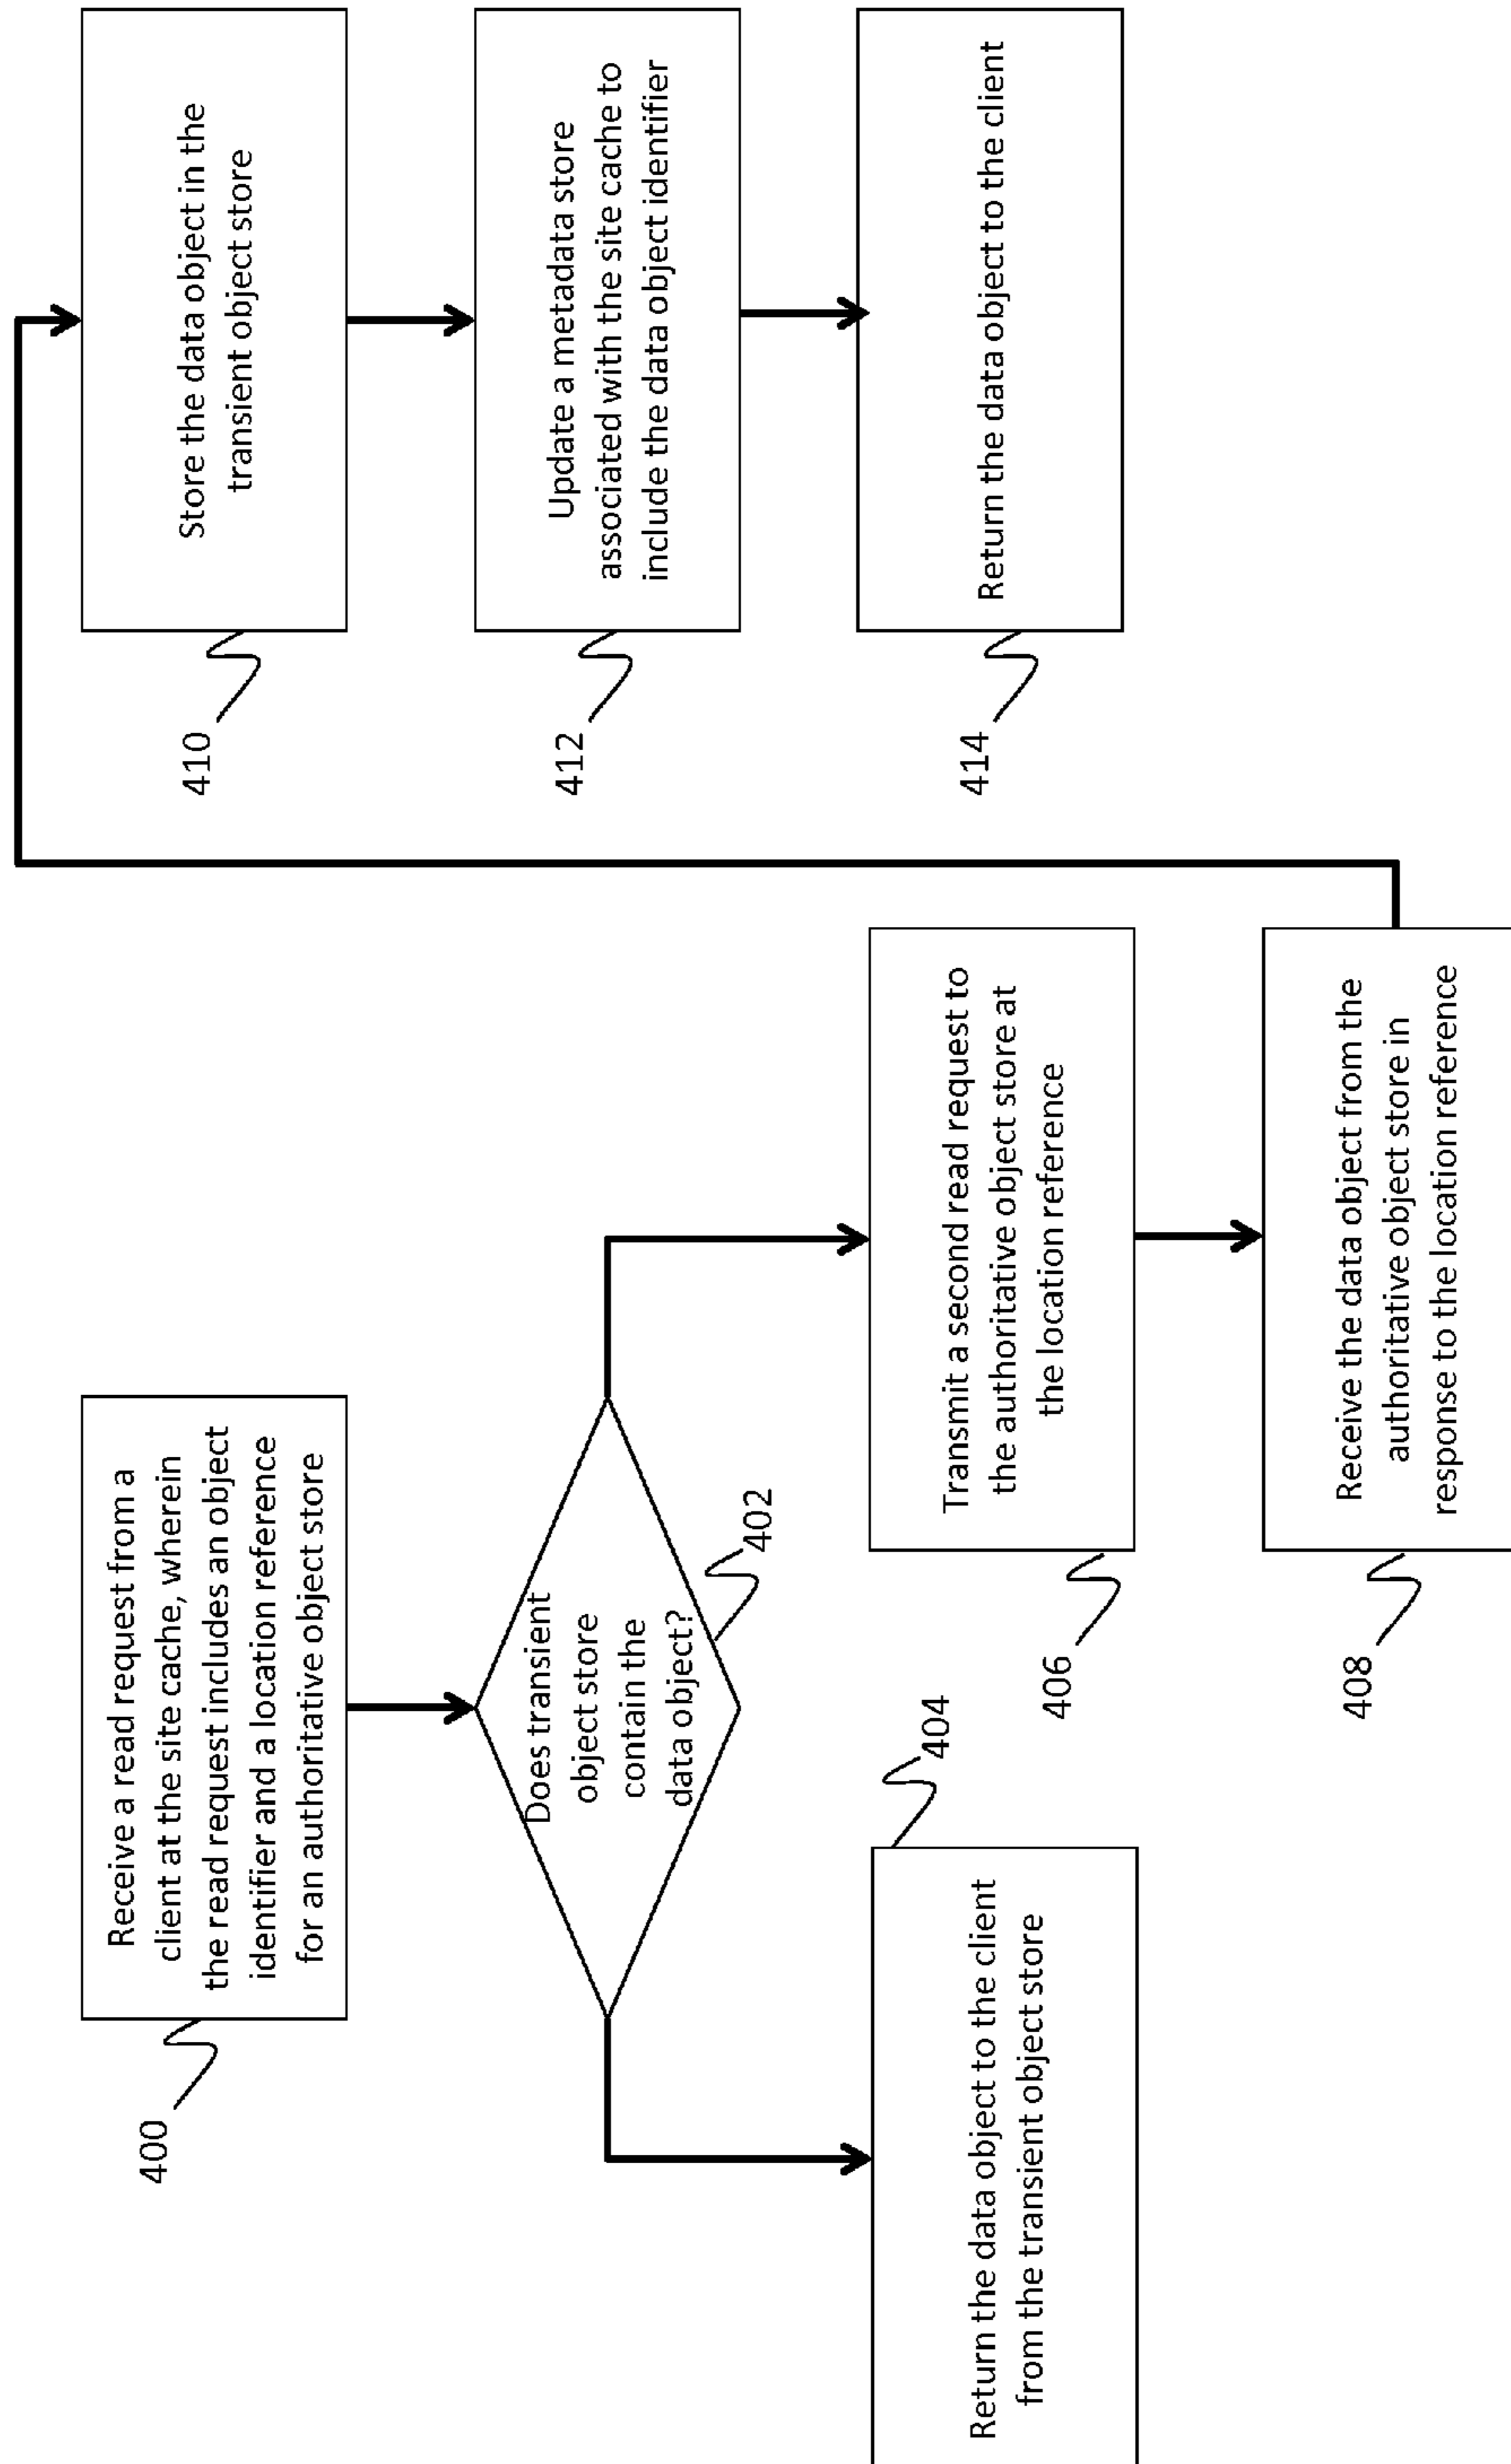 400
Receive a read request from a
client at the site cache, wherein
the read request includes an object
identifier and a location reference
for an authoritative object store
Does transient
object store
contain the
data object?
402
404
Return the data object to the client
from the transient object store
406
Transmit a second read request to
the authoritative object store at
the location reference
408
Receive the data object from the
authoritative object store in
response to the location reference
410
Store the data object in the
transient object store
412
Update a metadata store
associated with the site cache to
include the data object identifier
414
Return the data object to the client